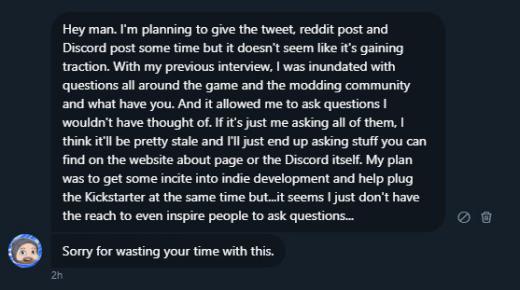 Hey man. I'm planning to give the tweet, reddit post and
Discord post some time but it doesn't seem like it's gaining
traction. With my previous interview, I was inundated with
questions all around the game and the modding community
and what have you. And it allowed me to ask questions I
wouldn't have thought of. If it's just me asking all of them, I
think it'll be pretty stale and I'll just end up asking stuff you can
find on the website about page or the Discord itself. My plan
was to get some incite into indie development and help plug
the Kickstarter at the same time but...it seems I just don't have
the reach to even inspire people to ask questions...
Sorry for wasting your time with this.
2h